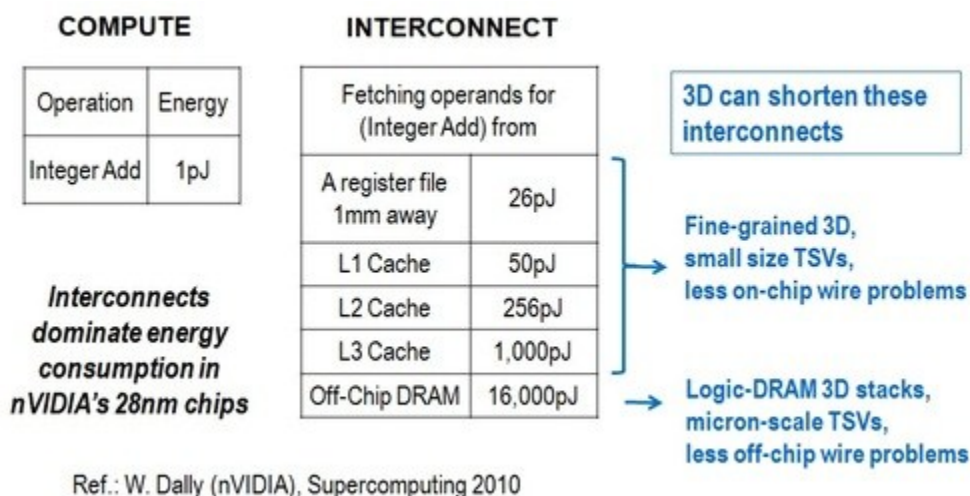 COMPUTE
Operation Energy
Integer Add 1pJ
Interconnects
dominate energy
consumption in
nVIDIA's 28nm chips
INTERCONNECT
Fetching operands for
(Integer Add) from
A register file
1mm away
26pJ
L1 Cache 50pJ
L2 Cache 256pJ
L3 Cache 1,000pJ
Off-Chip DRAM 16,000pJ
3D can shorten these
interconnects
Fine-grained 3D,
small size TSVs,
less on-chip wire problems
Logic-DRAM 3D stacks,
micron-scale TSVs,
less off-chip wire problems
Ref.: W. Dally (nVIDIA), Supercomputing 2010